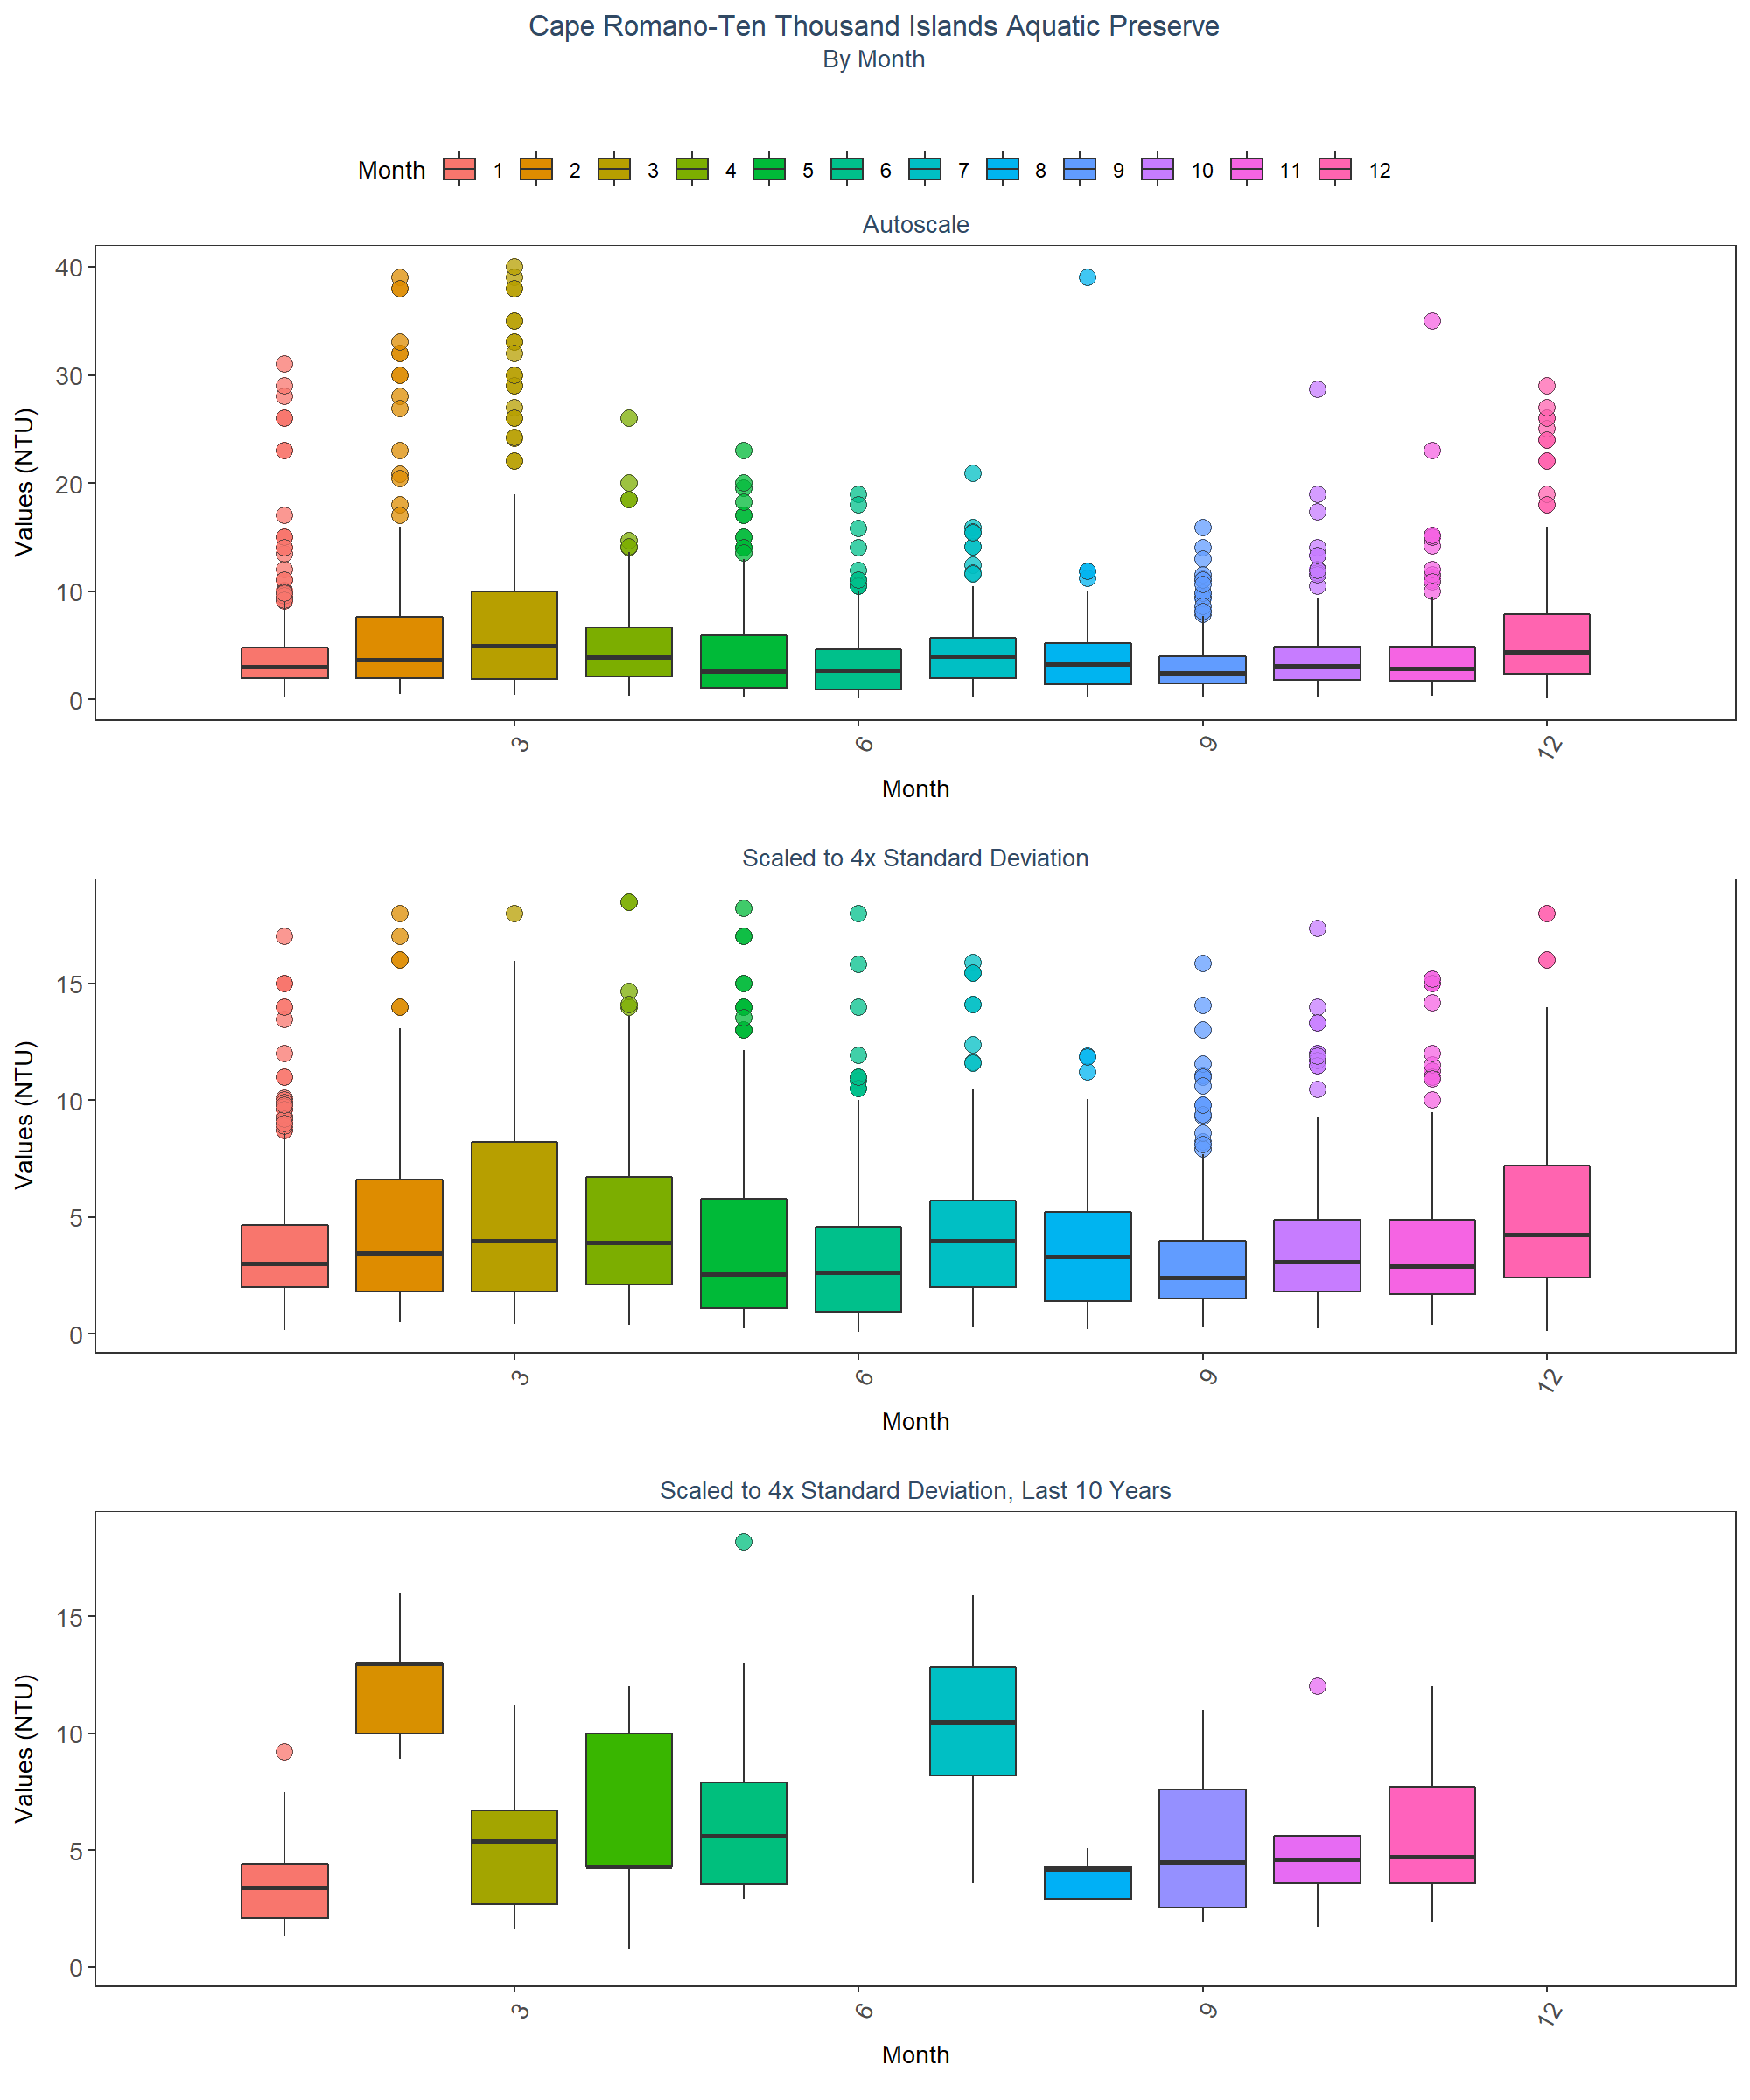 Cape Romano-Ten Thousand Islands Aquatic Preserve
By Month
Month 1 2 3 4 5 6 7 8 9 10 11 12
Autoscale
Values (NTU)
40
30
20
10
0
3 6 9 12
Month
Scaled to 4x Standard Deviation
Values (NTU)
15
10
5
0
3 6 9 12
Month
Scaled to 4x Standard Deviation, Last 10 Years
Values (NTU)
15
10
5
0
3 6 9 12
Month